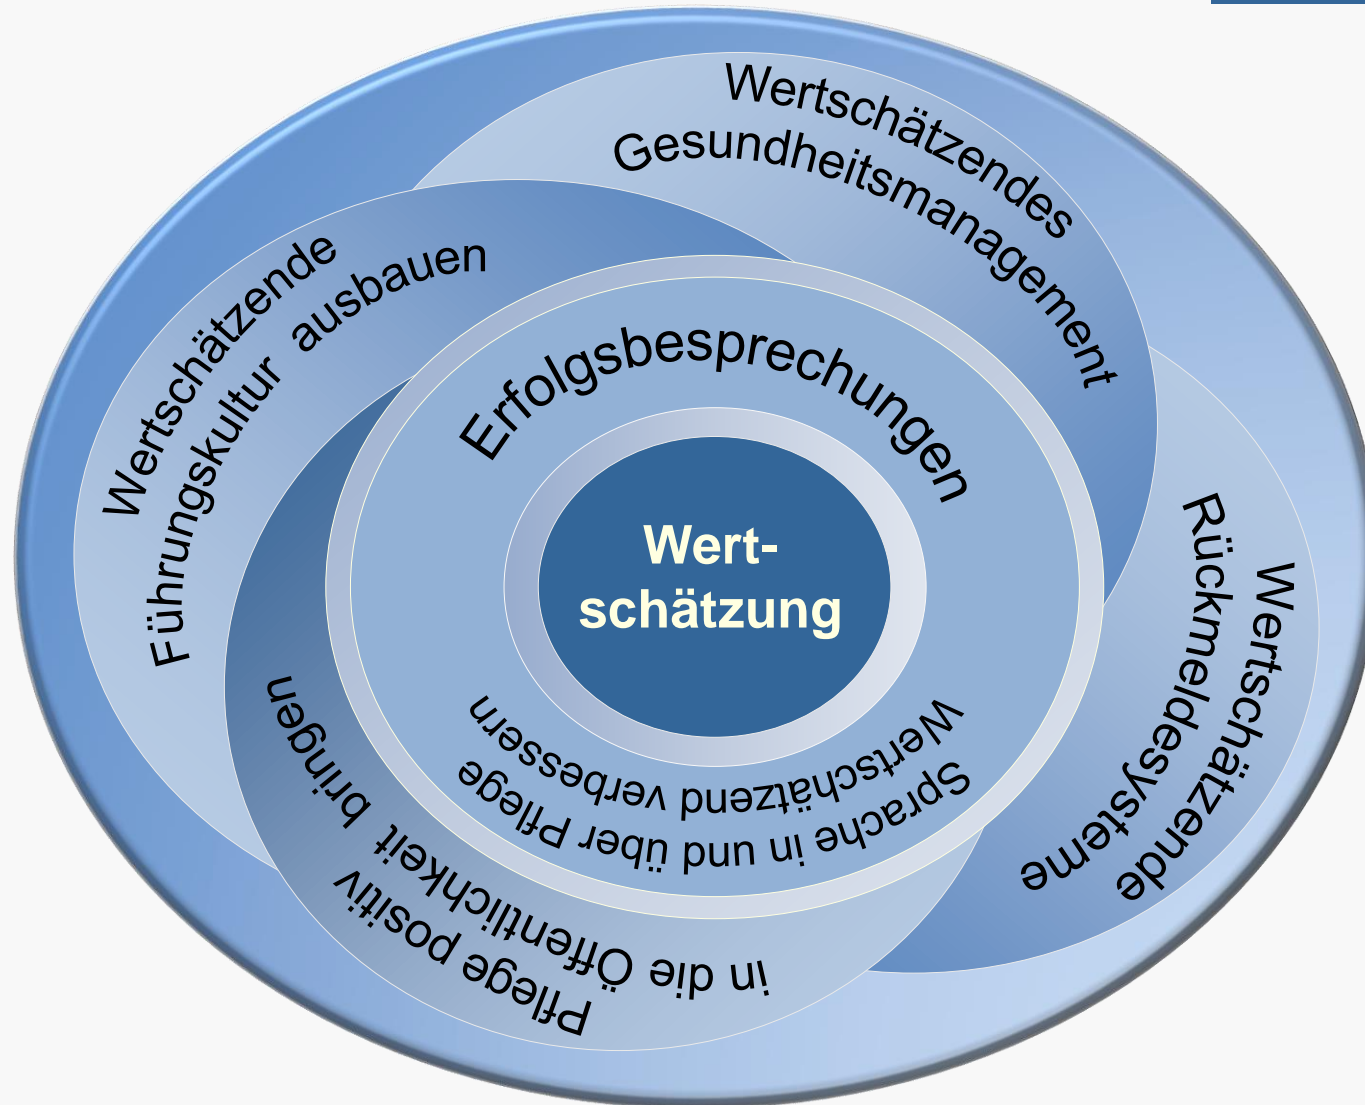 Wertschätzendes
Gesundheitsmanagement
Wertschätzende
Führungskultur ausbauen
Erfolgsbesprechungen
Wert-
schätzung
Wertschätzende
Rückmeldesysteme
Sprache in und über Pflege
Wertschätzend verbessern
Pflege positiv
in die Öffentlichkeit bringen